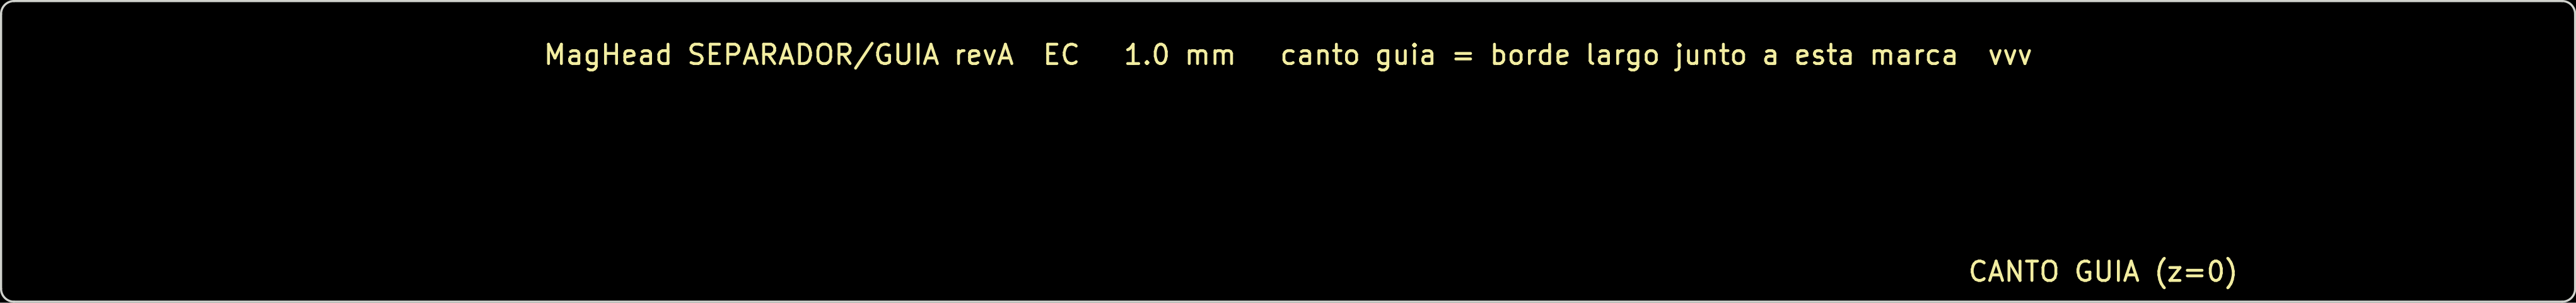 MagHead SEPARADOR/GUIA revA  EC   1.0 mm   canto guia = borde largo junto a esta marca  vvv
CANTO GUIA (z=0)